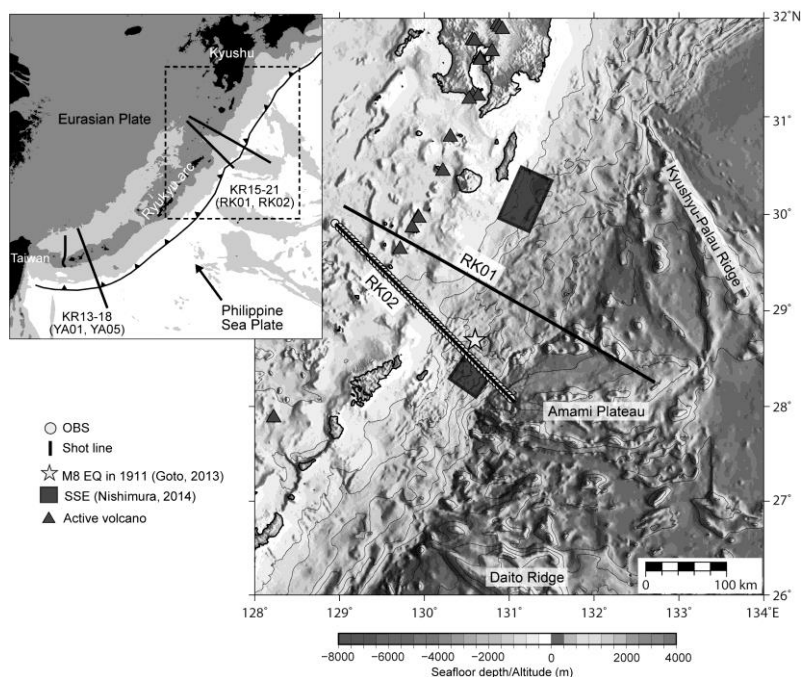 Kyushu
Eurasian Plate
Ryukyu arc
KR15-21
(RK01, RK02)
Taiwan
Philippine
Sea Plate
KR13-18
(YA01, YA05)
OBS
Shot line
M8 EQ in 1911 (Goto, 2013)
SSE (Nishimura, 2014)
Active volcano
32°N
31°
30°
29°
28°
27°
26°
Kyushyu-Palau Ridge
RK01
RK02
Amami Plateau
Daito Ridge
0 100 km
128° 129° 130° 131° 132° 133° 134°E
−8000 −6000 −4000 −2000 0 2000 4000
Seafloor depth/Altitude (m)